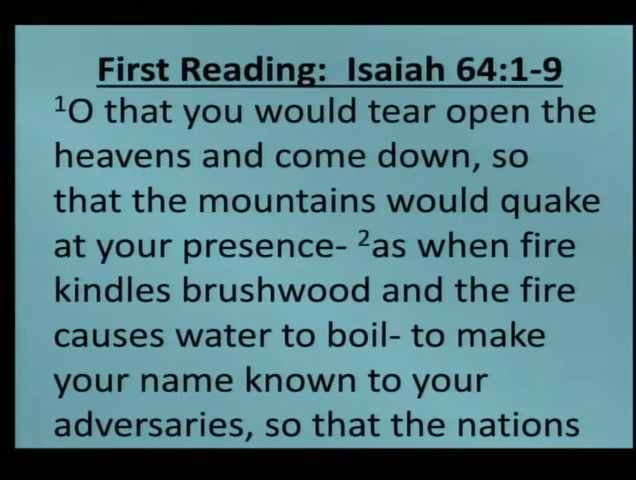 First Reading:  Isaiah 64:1-9
¹O that you would tear open the
heavens and come down, so
that the mountains would quake
at your presence- ²as when fire
kindles brushwood and the fire
causes water to boil- to make
your name known to your
adversaries, so that the nations